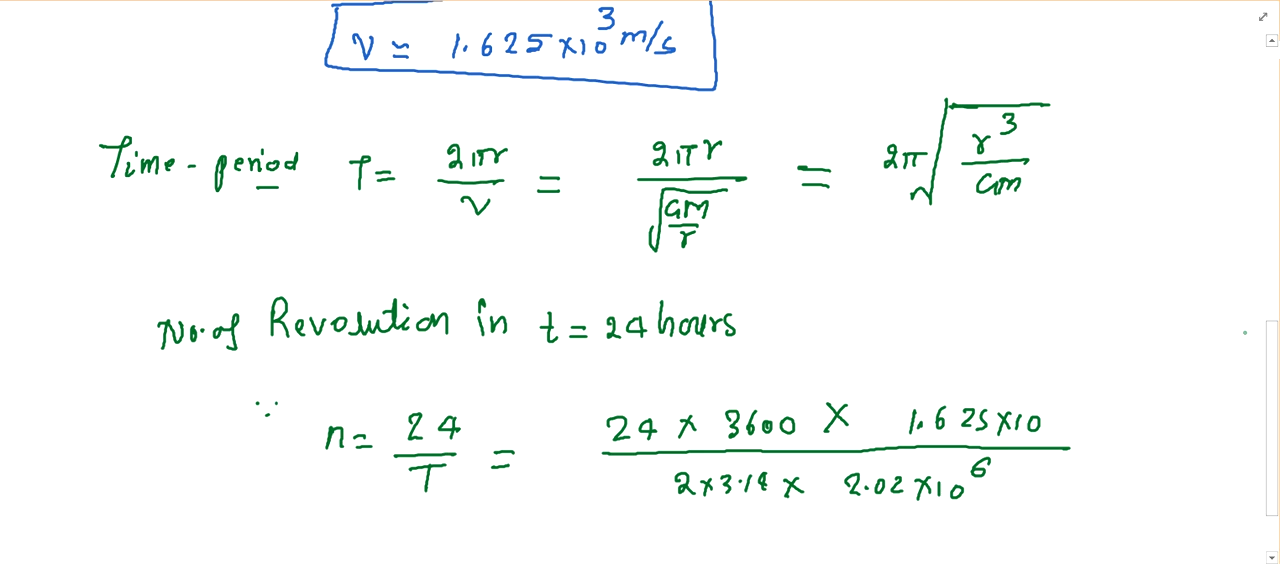 V ≃ 1.625×10³ m/s
Time-period T = 2πr/V = 2πr/√(GM/r) = 2π√(r³/GM)
No. of Revolution in t = 24 hours
∵ n = 24/T = (24 × 3600 × 1.625×10)/(2×3.14 × 2.02×10⁶)